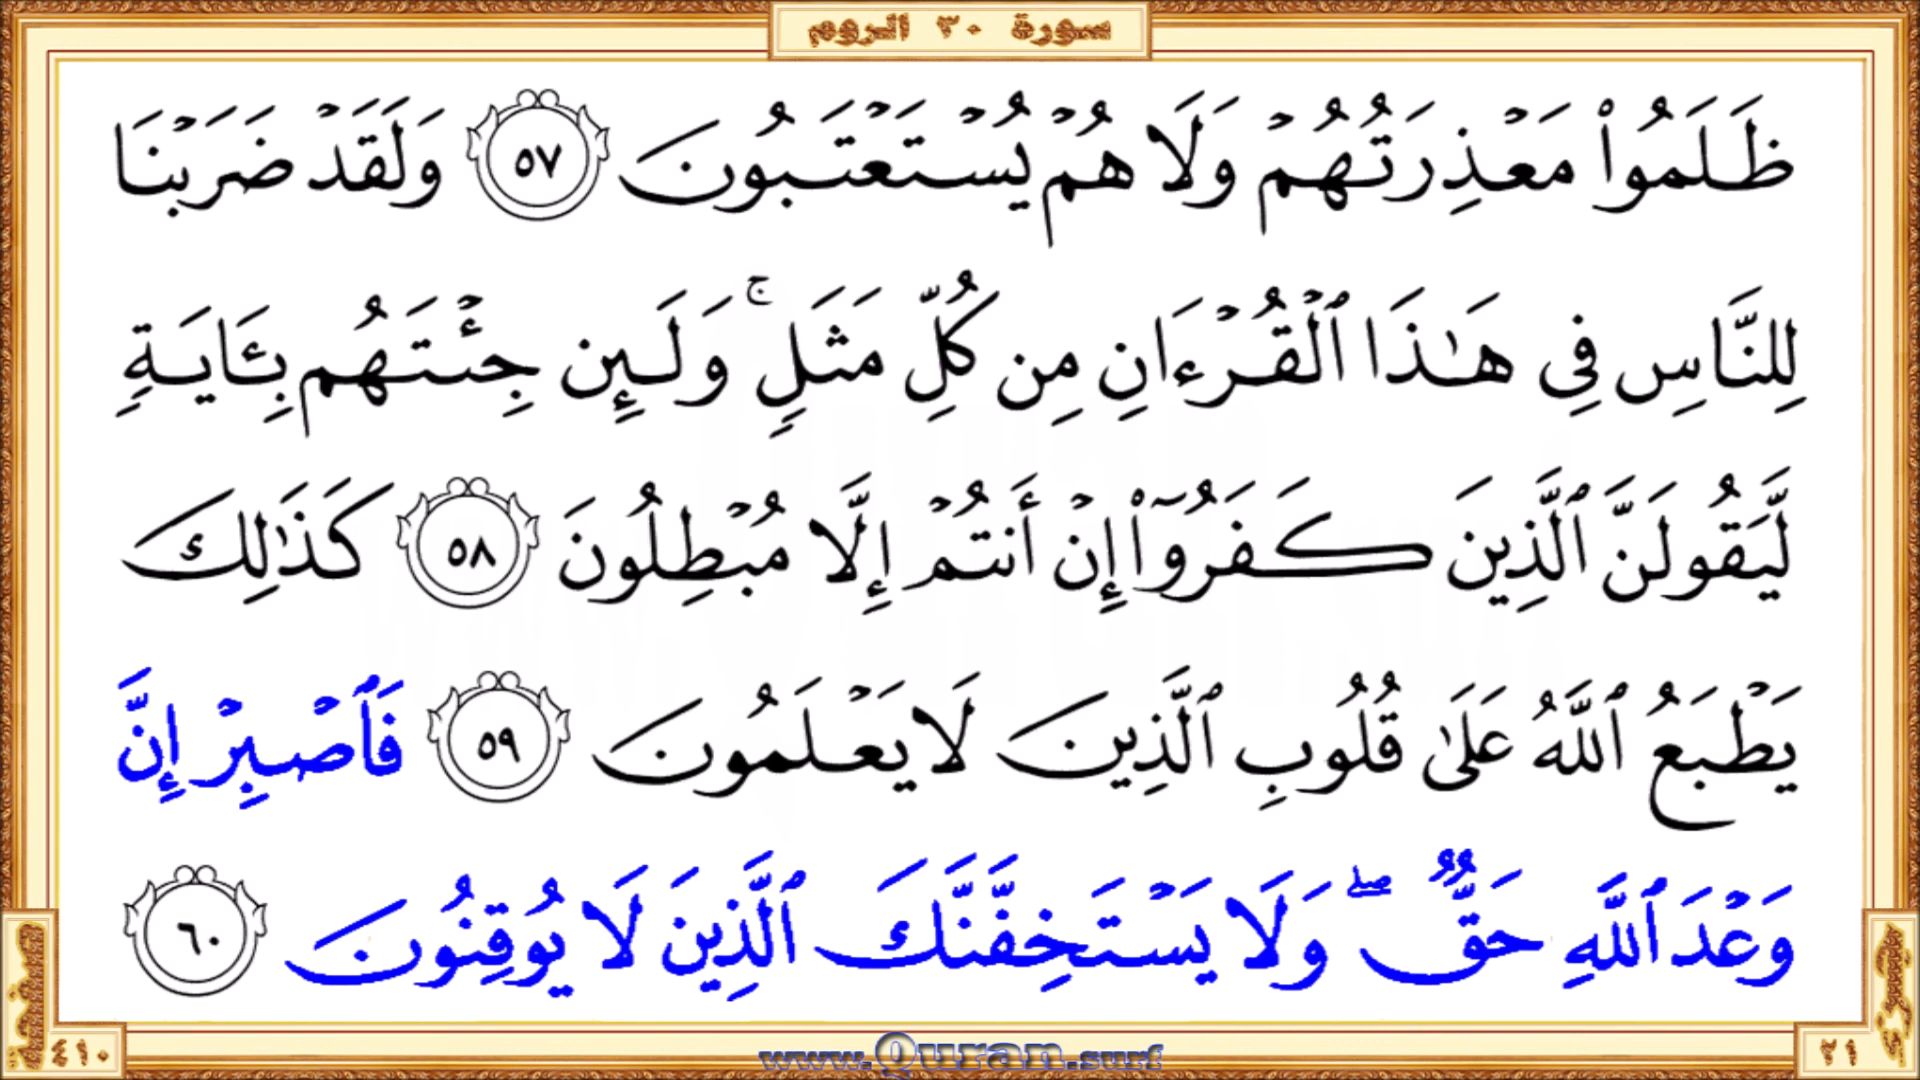 سورة ٣٠ الروم
ظَلَمُوا۟ مَعْذِرَتُهُمْ وَلَا هُمْ يُسْتَعْتَبُونَ ٥٧ وَلَقَدْ ضَرَبْنَا
لِلنَّاسِ فِى هَٰذَا ٱلْقُرْءَانِ مِن كُلِّ مَثَلٍ ۚ وَلَئِن جِئْتَهُم بِـَٔايَةٍ
لَّيَقُولَنَّ ٱلَّذِينَ كَفَرُوٓا۟ إِنْ أَنتُمْ إِلَّا مُبْطِلُونَ ٥٨ كَذَٰلِكَ
يَطْبَعُ ٱللَّهُ عَلَىٰ قُلُوبِ ٱلَّذِينَ لَا يَعْلَمُونَ ٥٩ فَٱصْبِرْ إِنَّ
وَعْدَ ٱللَّهِ حَقٌّ ۖ وَلَا يَسْتَخِفَّنَّكَ ٱلَّذِينَ لَا يُوقِنُونَ ٦٠
صفحة
٤١٠
٢١
www.Quran.surf